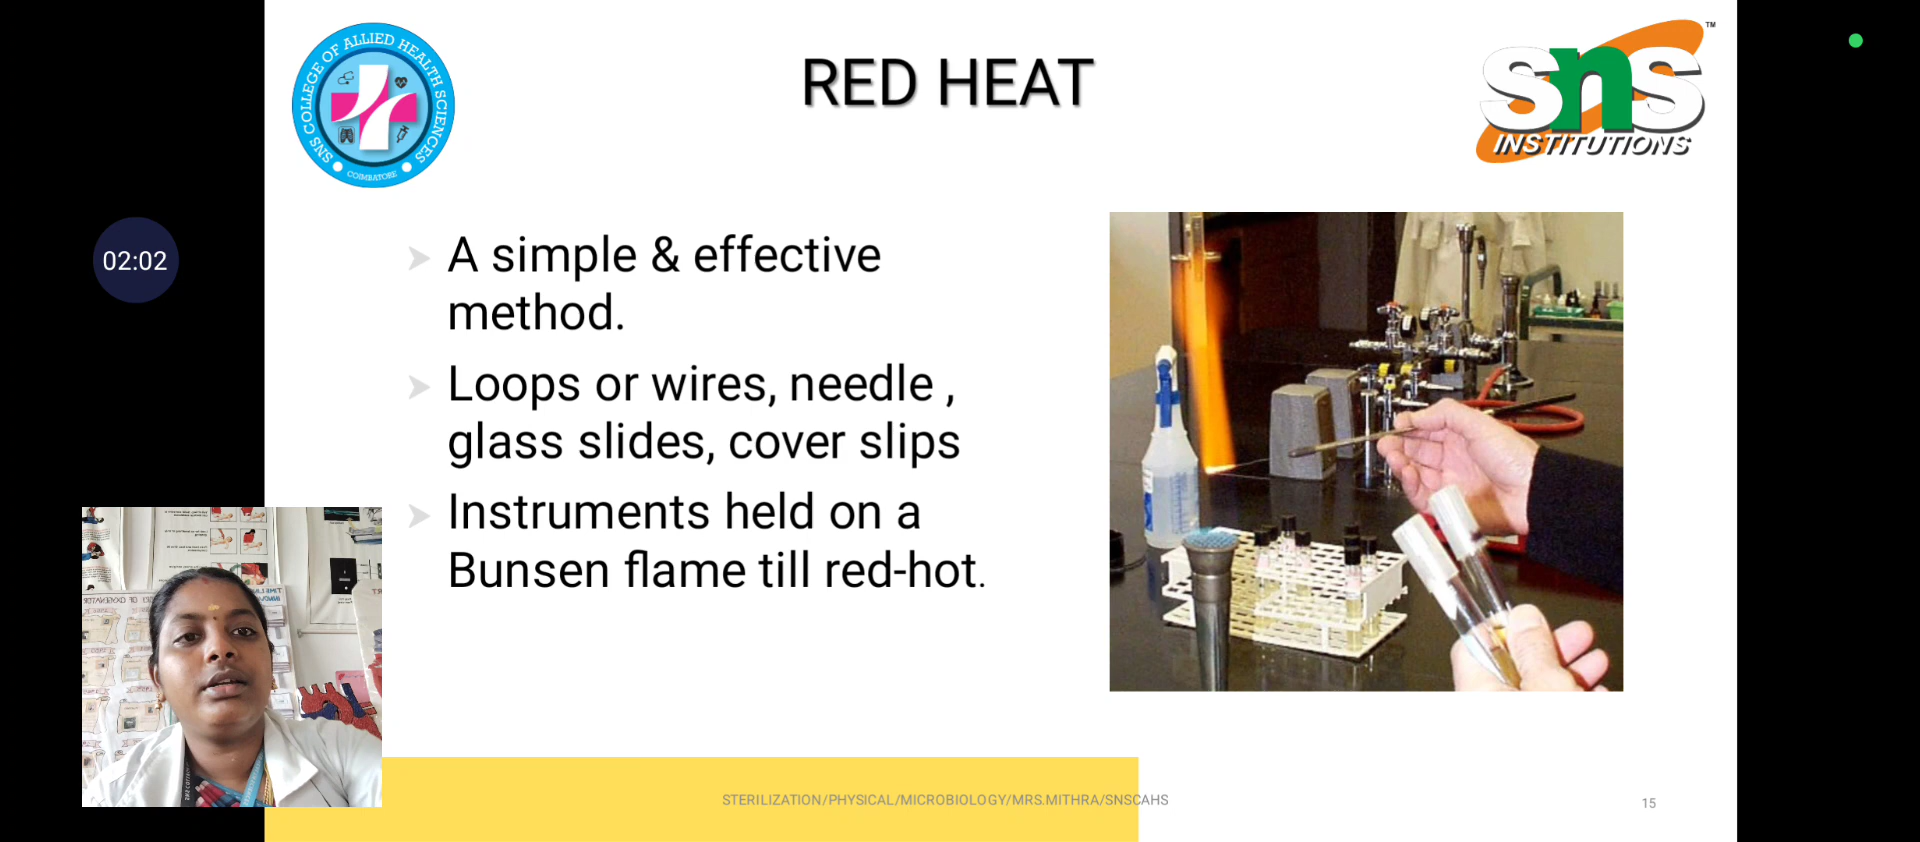 SNS COLLEGE OF ALLIED HEALTH SCIENCES
COIMBATORE
RED HEAT
TM
sns
INSTITUTIONS
02:02
➤ A simple & effective
method.
➤ Loops or wires, needle ,
glass slides, cover slips
➤ Instruments held on a
Bunsen flame till red-hot.
STERILIZATION/PHYSICAL/MICROBIOLOGY/MRS.MITHRA/SNSCAHS
15